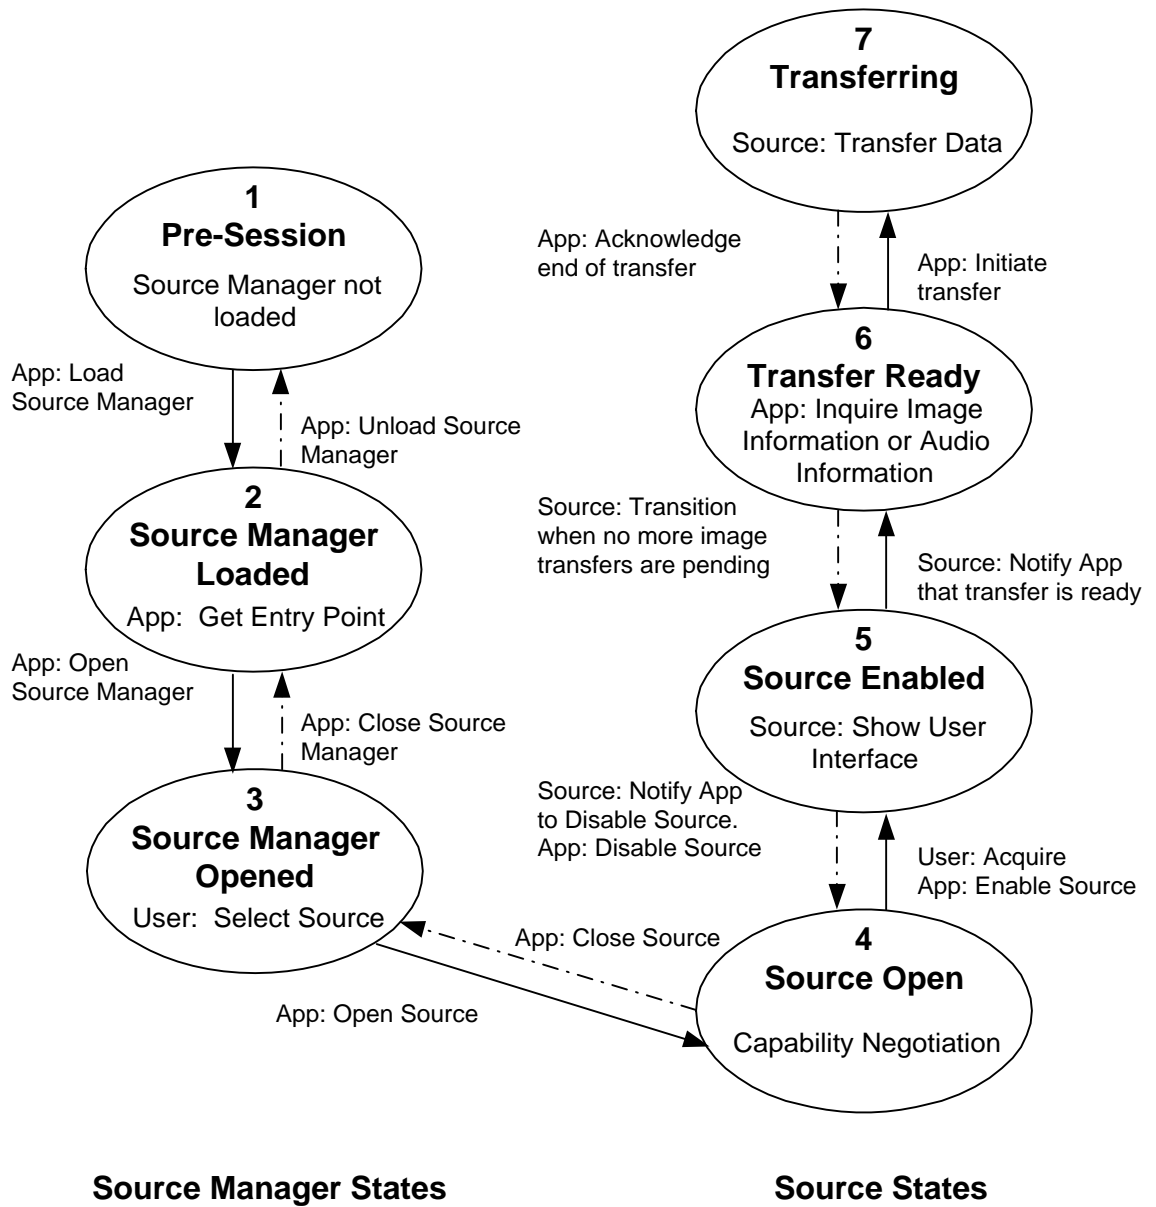 1
Pre-Session
Source Manager not
loaded
App: Load
Source Manager
App: Unload Source
Manager
2
Source Manager
Loaded
App: Get Entry Point
App: Open
Source Manager
App: Close Source
Manager
3
Source Manager
Opened
User: Select Source
App: Close Source
App: Open Source
7
Transferring
Source: Transfer Data
App: Acknowledge
end of transfer
App: Initiate
transfer
6
Transfer Ready
App: Inquire Image
Information or Audio
Information
Source: Transition
when no more image
transfers are pending
Source: Notify App
that transfer is ready
5
Source Enabled
Source: Show User
Interface
Source: Notify App
to Disable Source.
App: Disable Source
User: Acquire
App: Enable Source
4
Source Open
Capability Negotiation
Source Manager States
Source States